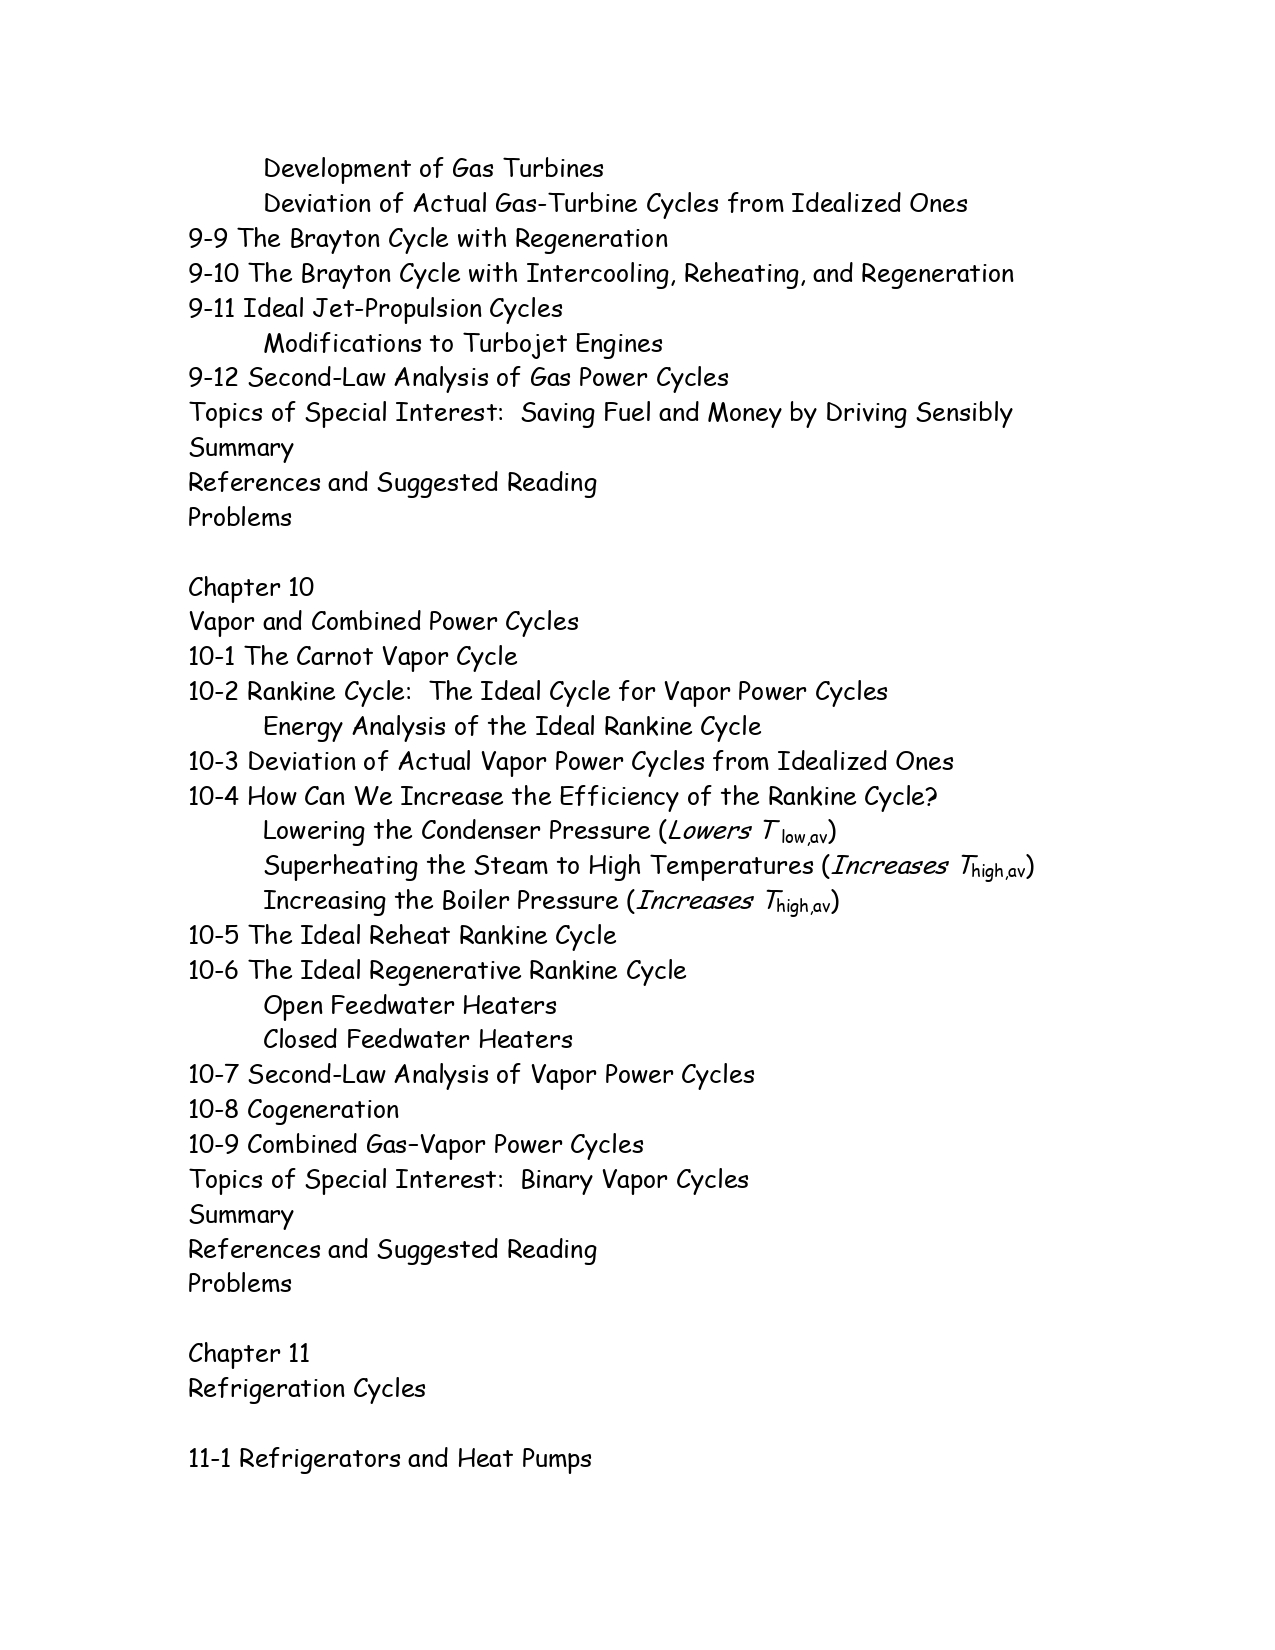 Development of Gas Turbines
Deviation of Actual Gas-Turbine Cycles from Idealized Ones
9-9 The Brayton Cycle with Regeneration
9-10 The Brayton Cycle with Intercooling, Reheating, and Regeneration
9-11 Ideal Jet-Propulsion Cycles
Modifications to Turbojet Engines
9-12 Second-Law Analysis of Gas Power Cycles
Topics of Special Interest:  Saving Fuel and Money by Driving Sensibly
Summary
References and Suggested Reading
Problems
Chapter 10
Vapor and Combined Power Cycles
10-1 The Carnot Vapor Cycle
10-2 Rankine Cycle:  The Ideal Cycle for Vapor Power Cycles
Energy Analysis of the Ideal Rankine Cycle
10-3 Deviation of Actual Vapor Power Cycles from Idealized Ones
10-4 How Can We Increase the Efficiency of the Rankine Cycle?
Lowering the Condenser Pressure (Lowers T low,av)
Superheating the Steam to High Temperatures (Increases Thigh,av)
Increasing the Boiler Pressure (Increases Thigh,av)
10-5 The Ideal Reheat Rankine Cycle
10-6 The Ideal Regenerative Rankine Cycle
Open Feedwater Heaters
Closed Feedwater Heaters
10-7 Second-Law Analysis of Vapor Power Cycles
10-8 Cogeneration
10-9 Combined Gas–Vapor Power Cycles
Topics of Special Interest:  Binary Vapor Cycles
Summary
References and Suggested Reading
Problems
Chapter 11
Refrigeration Cycles
11-1 Refrigerators and Heat Pumps